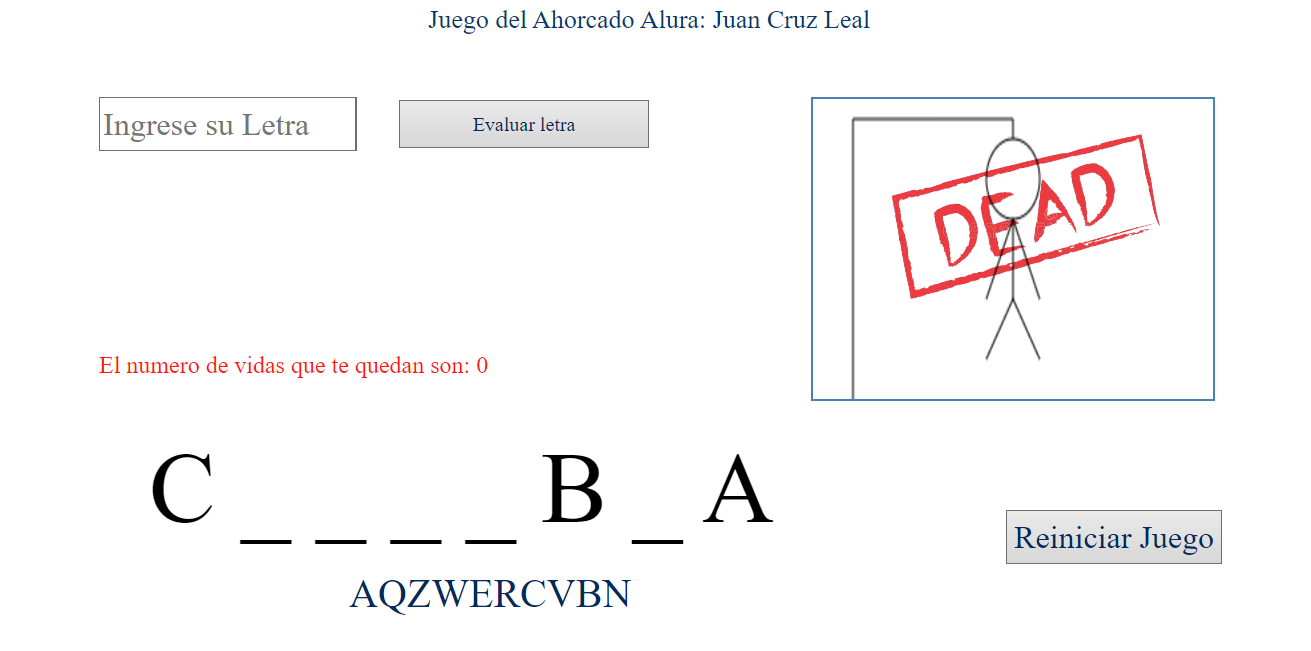 Juego del Ahorcado Alura: Juan Cruz Leal
Ingrese su Letra
Evaluar letra
DEAD
El numero de vidas que te quedan son: 0
C _ _ _ _ B _ A
Reiniciar Juego
AQZWERCVBN